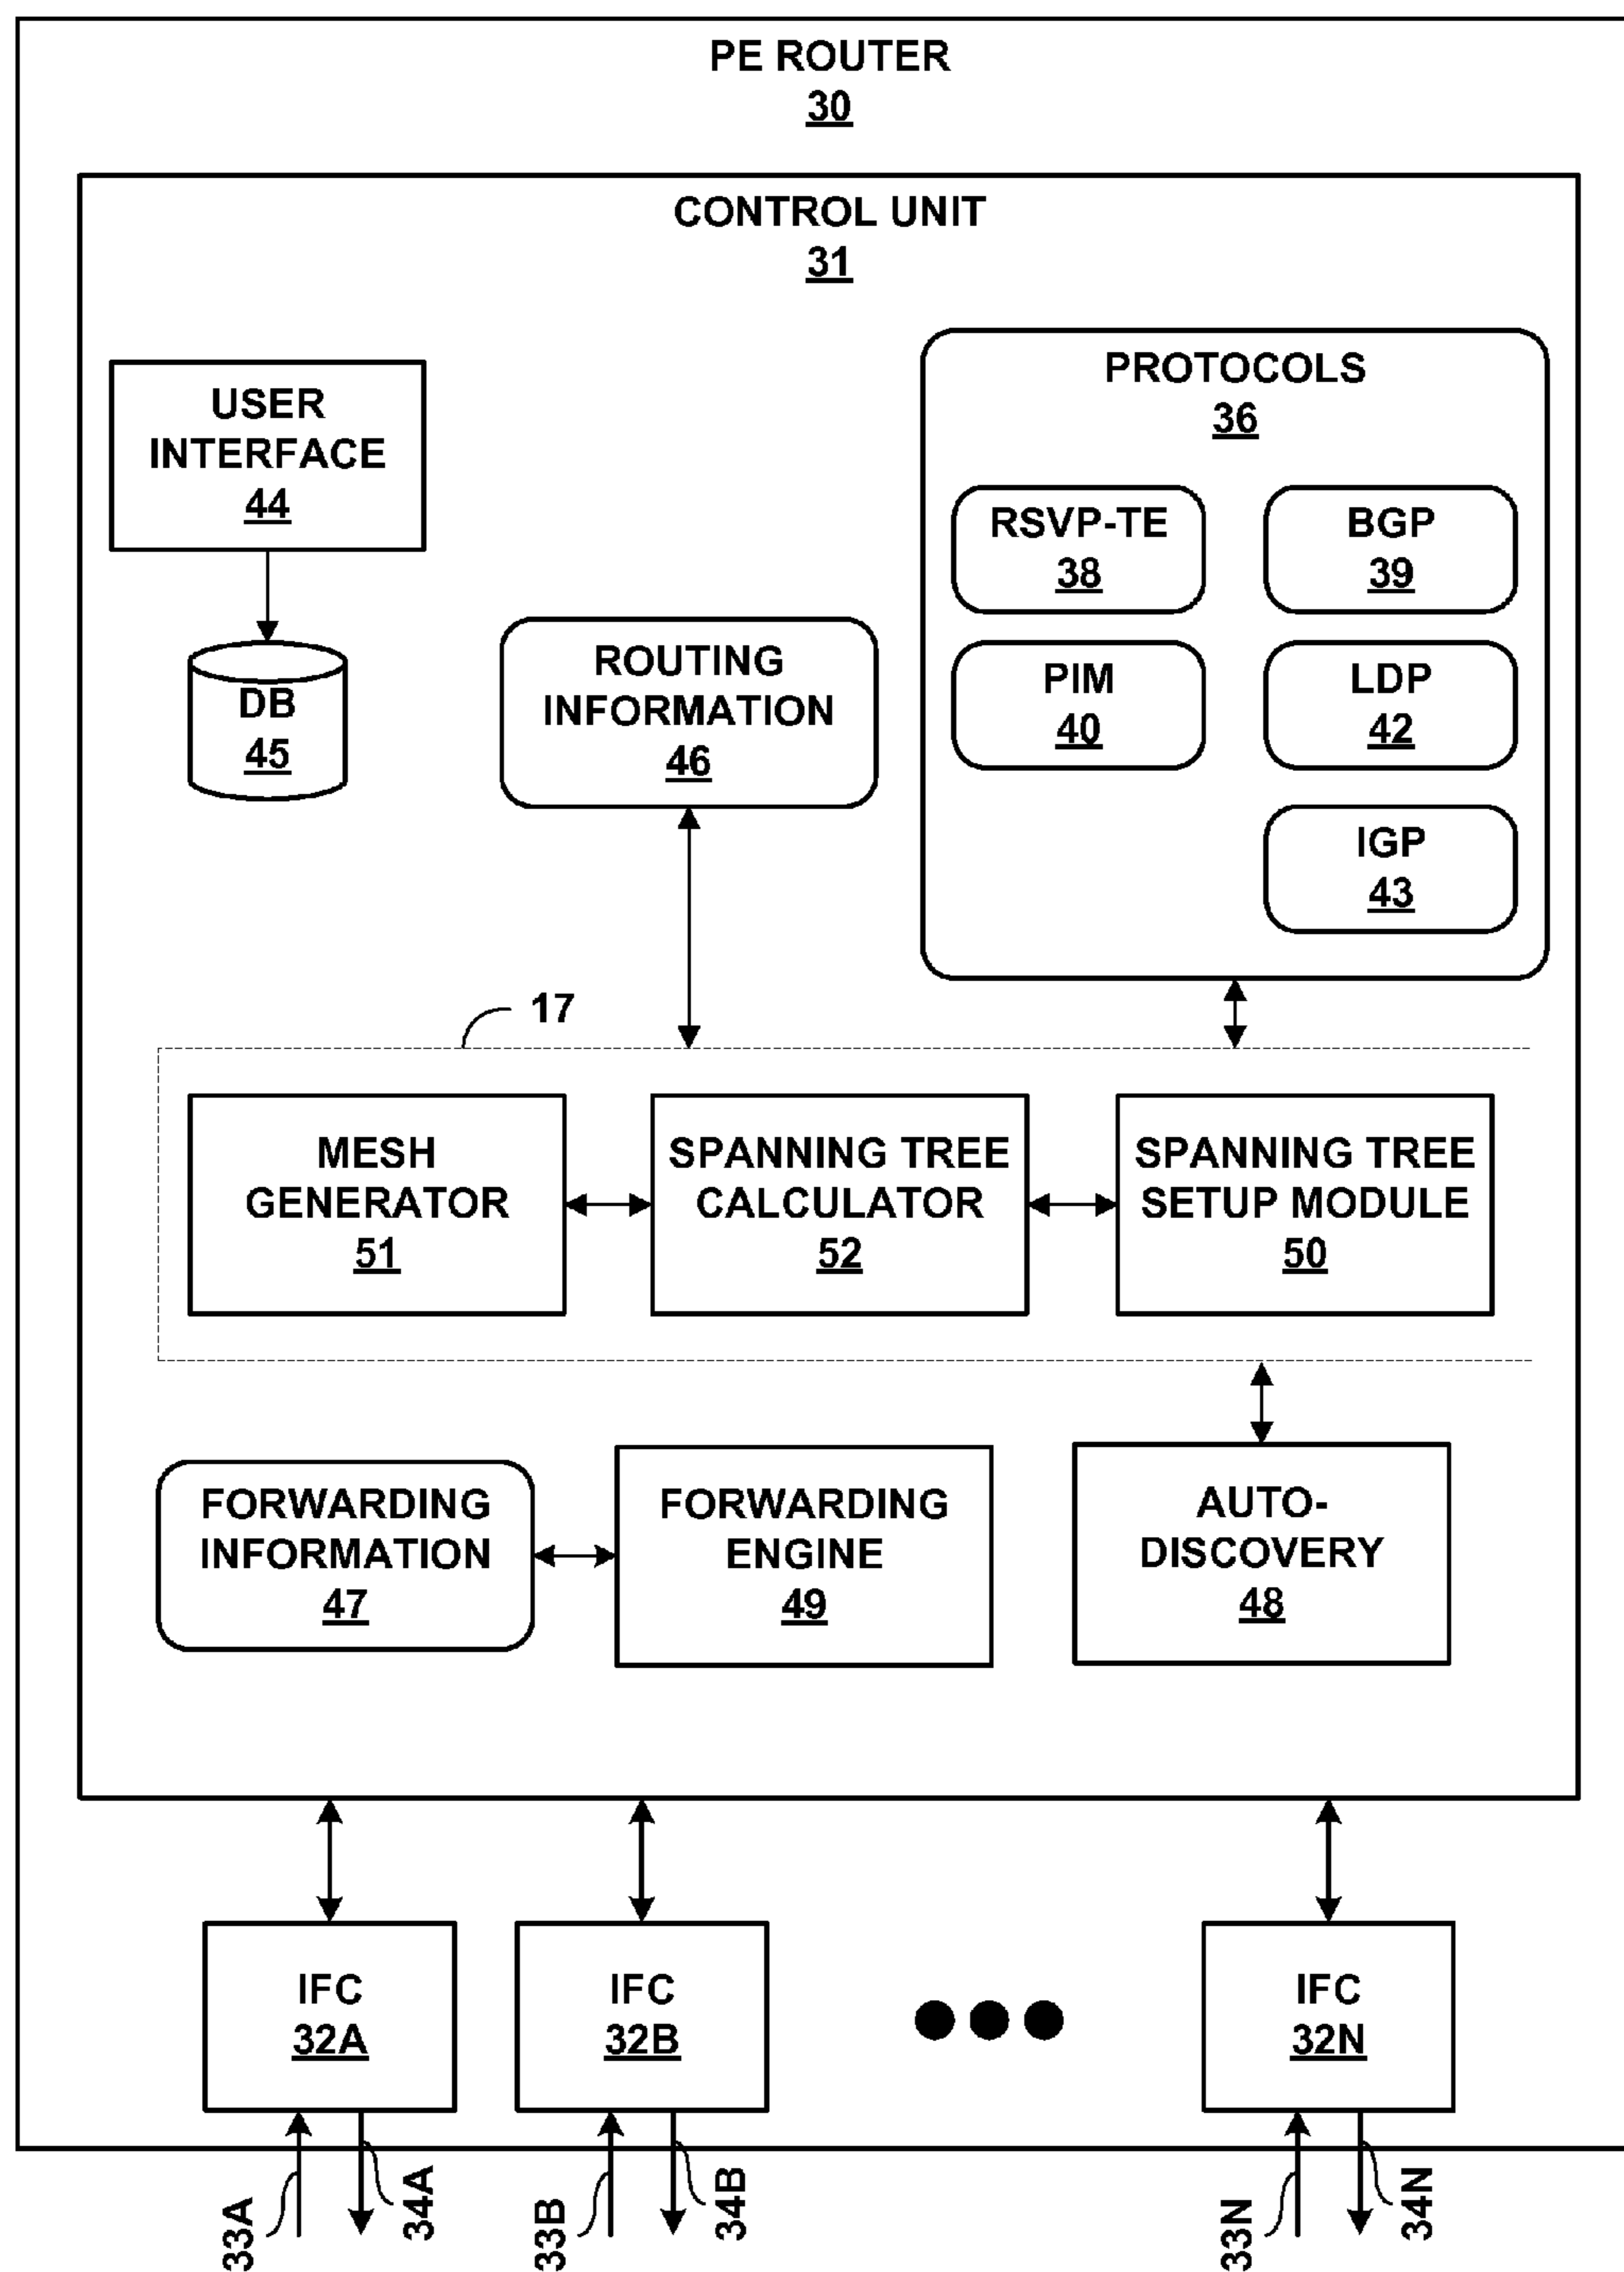 PE ROUTER
30
CONTROL UNIT
31
USER
INTERFACE
44
DB
45
ROUTING
INFORMATION
46
PROTOCOLS
36
RSVP-TE
38
BGP
39
PIM
40
LDP
42
IGP
43
17
MESH
GENERATOR
51
SPANNING TREE
CALCULATOR
52
SPANNING TREE
SETUP MODULE
50
FORWARDING
INFORMATION
47
FORWARDING
ENGINE
49
AUTO-
DISCOVERY
48
IFC
32A
IFC
32B
IFC
32N
33A
34A
33B
34B
33N
34N